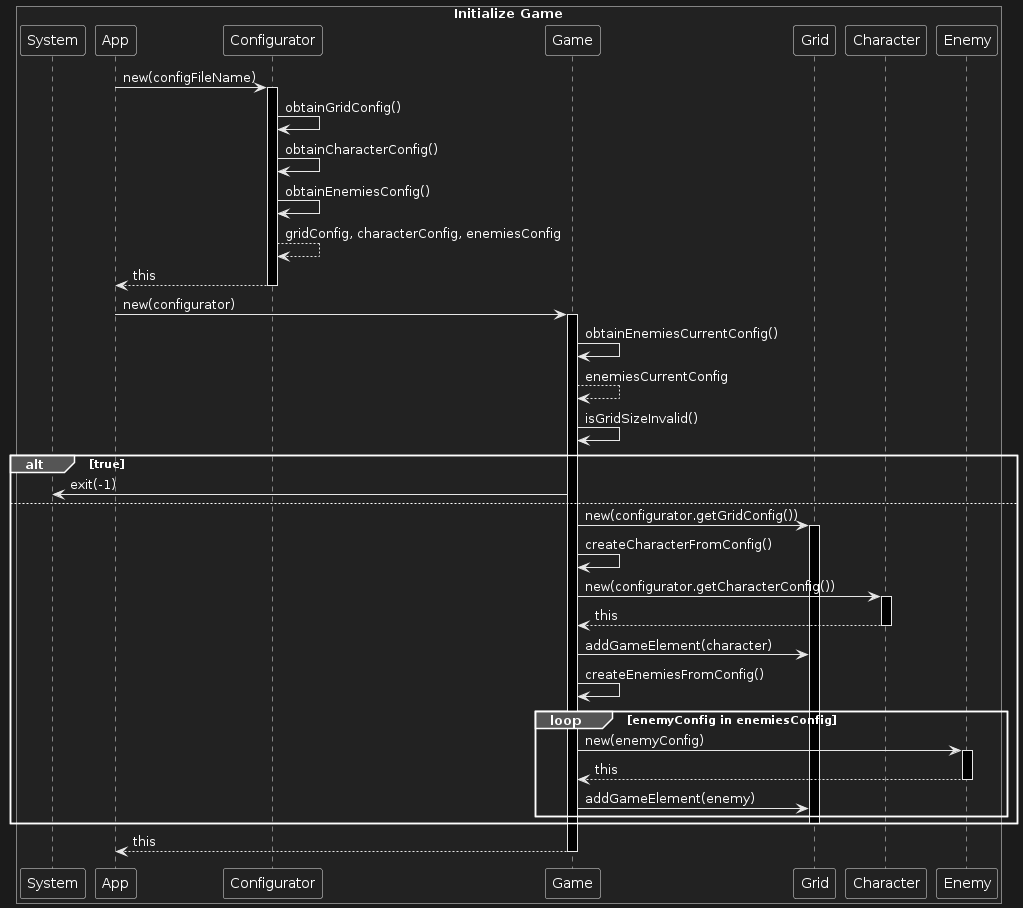 Initialize Game
System App Configurator Game Grid Character Enemy
new(configFileName)
obtainGridConfig()
obtainCharacterConfig()
obtainEnemiesConfig()
gridConfig, characterConfig, enemiesConfig
this
new(configurator)
obtainEnemiesCurrentConfig()
enemiesCurrentConfig
isGridSizeInvalid()
alt [true]
exit(-1)
new(configurator.getGridConfig())
createCharacterFromConfig()
new(configurator.getCharacterConfig())
this
addGameElement(character)
createEnemiesFromConfig()
loop [enemyConfig in enemiesConfig]
new(enemyConfig)
this
addGameElement(enemy)
this
System App Configurator Game Grid Character Enemy